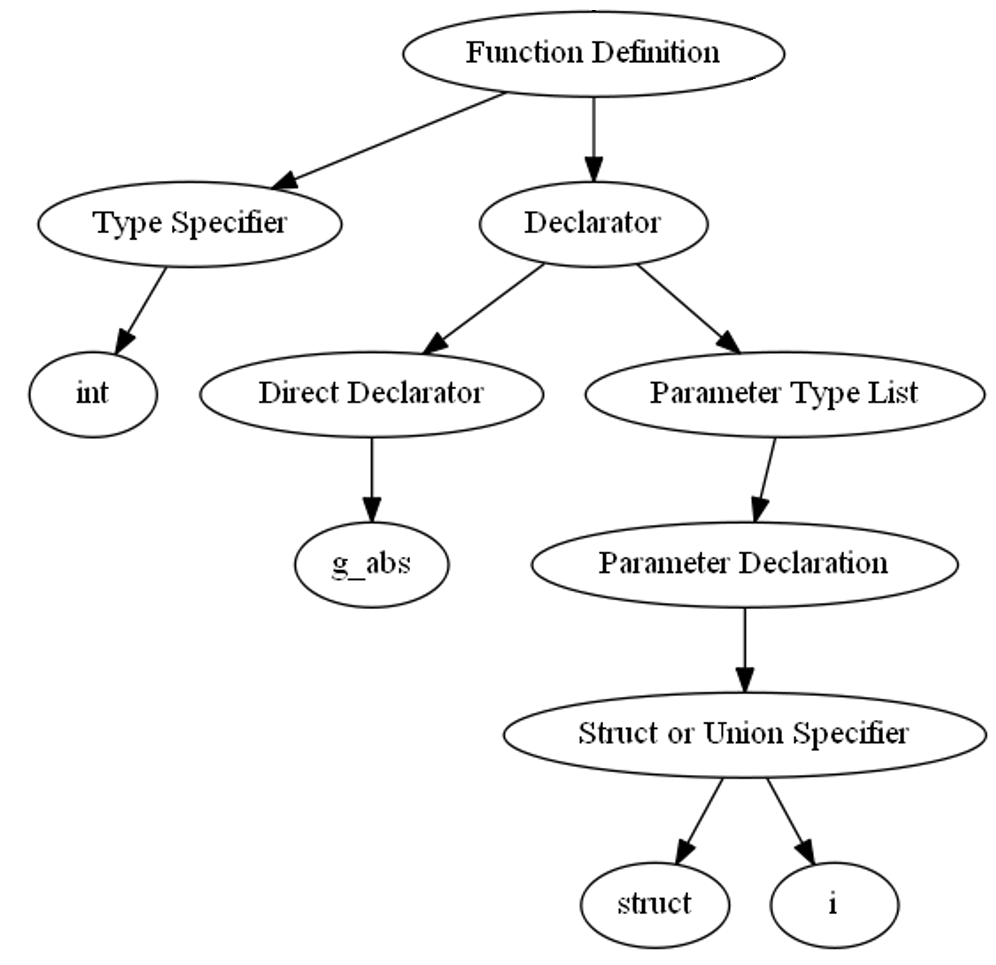 Function Definition
Type Specifier
Declarator
int
Direct Declarator
Parameter Type List
g_abs
Parameter Declaration
Struct or Union Specifier
struct
i